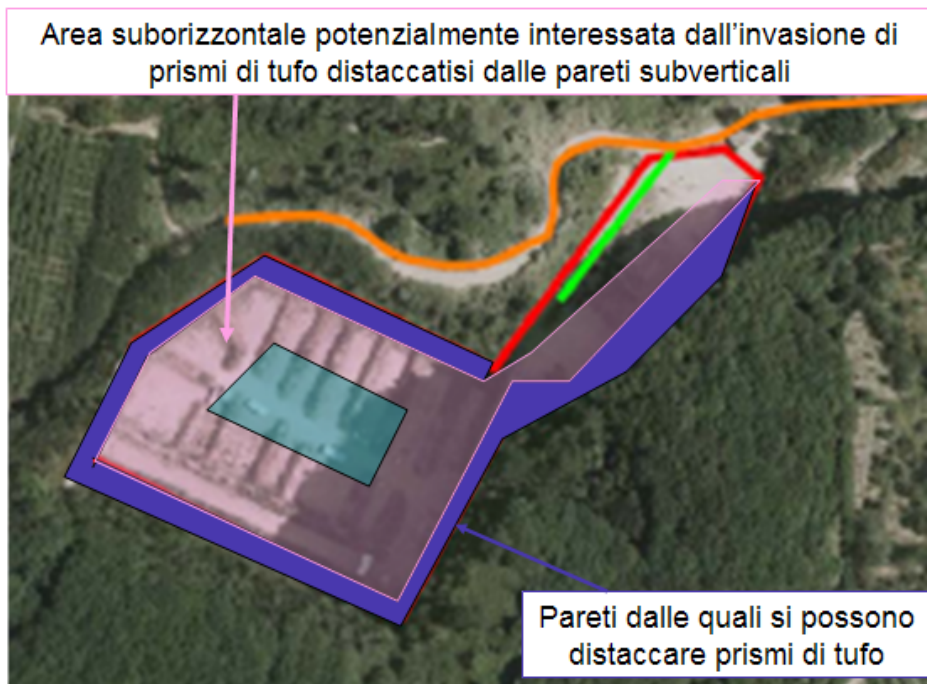 Area suborizzontale potenzialmente interessata dall'invasione di
prismi di tufo distaccatisi dalle pareti subverticali
Pareti dalle quali si possono
distaccare prismi di tufo